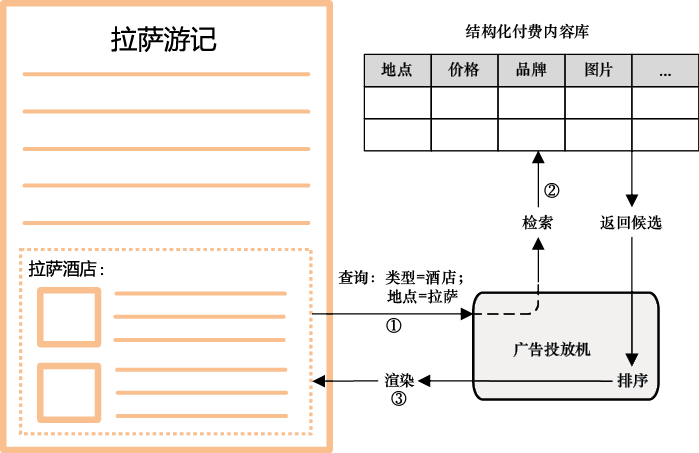 拉萨游记
拉萨酒店：
结构化付费内容库
地点 价格 品牌 图片 ...
②
检索
返回候选
查询：类型=酒店；
地点=拉萨
①
广告投放机
渲染
③
排序